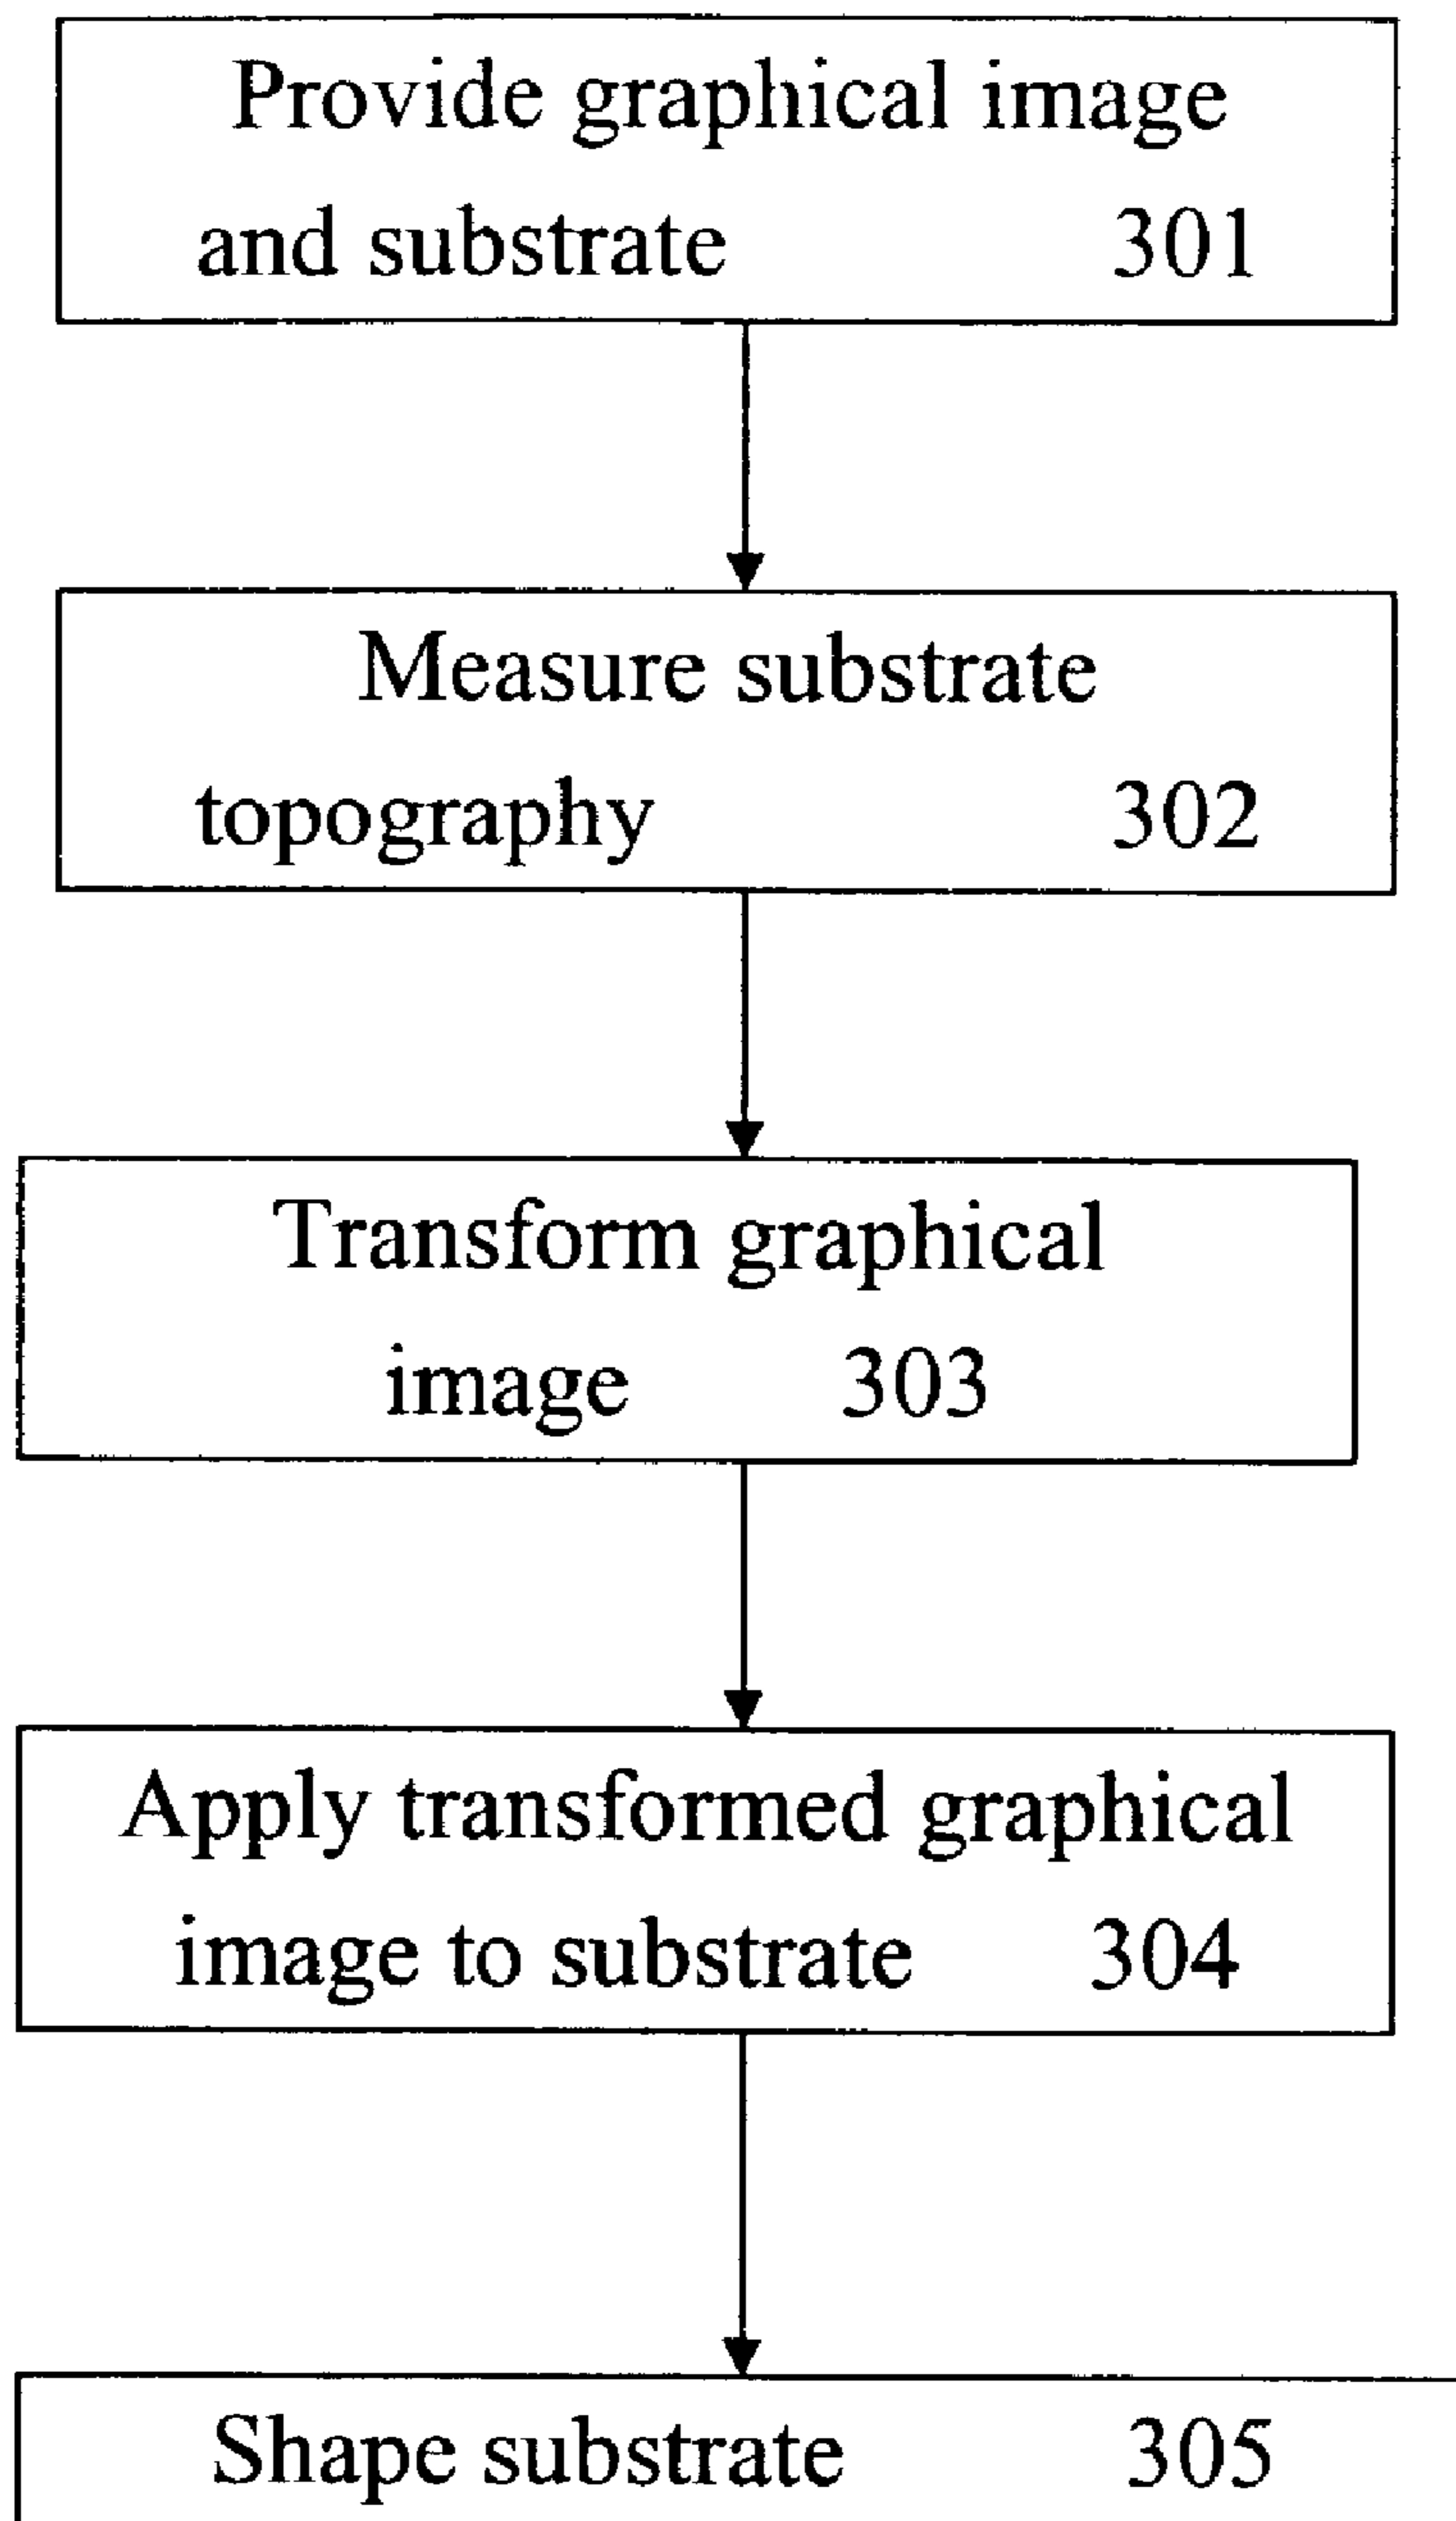 Provide graphical image
and substrate 301
Measure substrate
topography 302
Transform graphical
image 303
Apply transformed graphical
image to substrate 304
Shape substrate 305